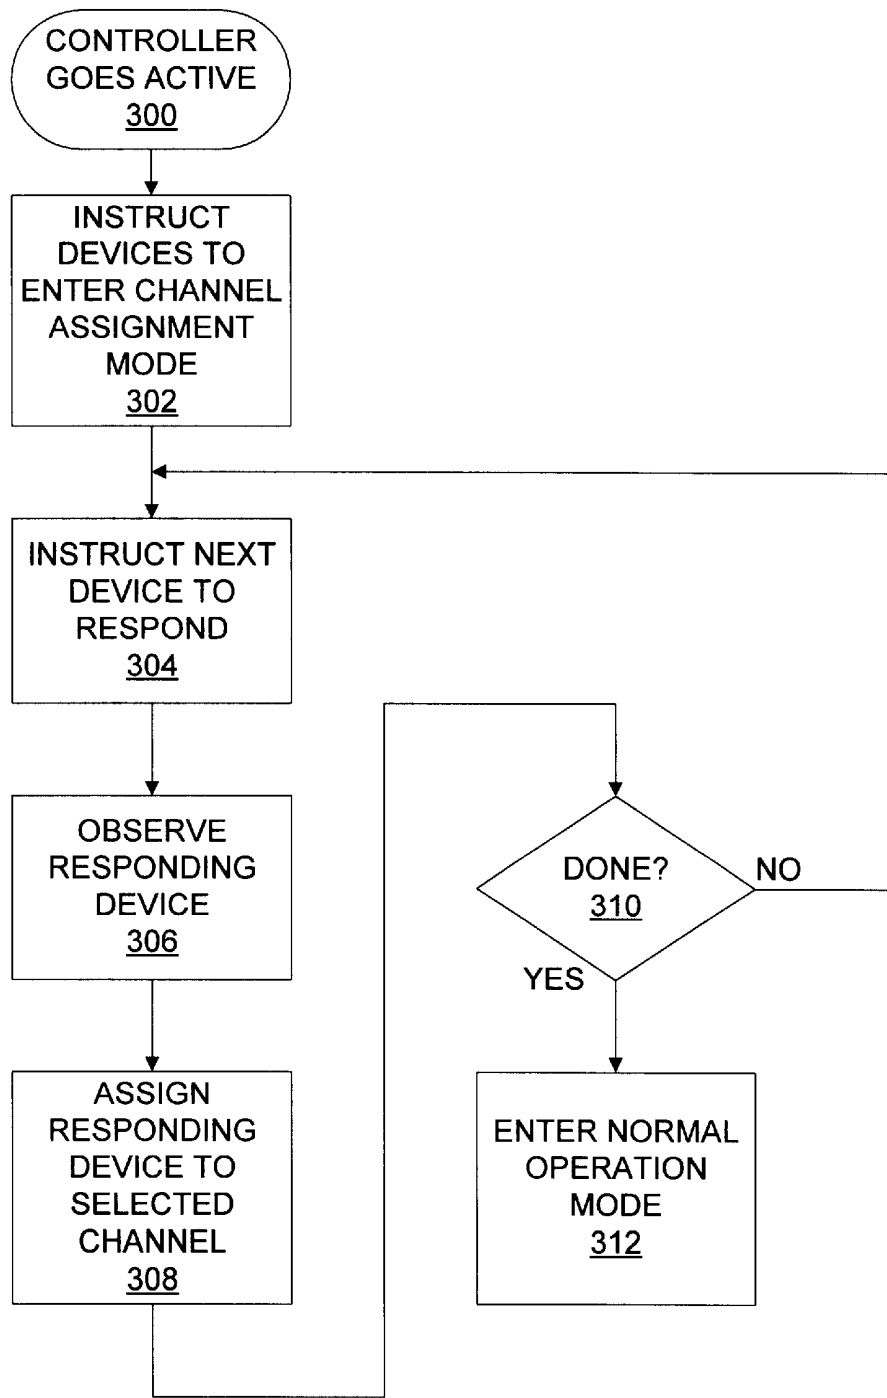 CONTROLLER
GOES ACTIVE
300
INSTRUCT
DEVICES TO
ENTER CHANNEL
ASSIGNMENT
MODE
302
INSTRUCT NEXT
DEVICE TO
RESPOND
304
OBSERVE
RESPONDING
DEVICE
306
ASSIGN
RESPONDING
DEVICE TO
SELECTED
CHANNEL
308
DONE?
310
NO
YES
ENTER NORMAL
OPERATION
MODE
312